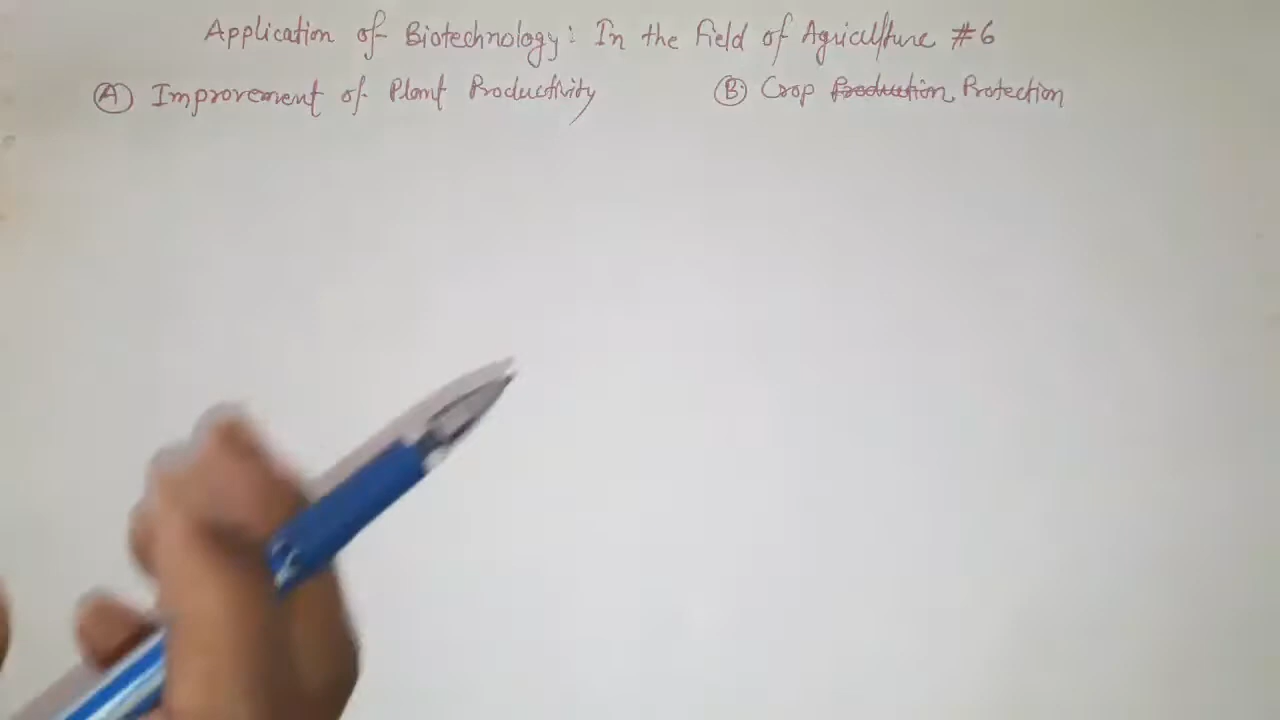 Application of Biotechnology: In the field of Agriculture #6
Ⓐ Improvement of Plant Productivity Ⓑ Crop Production Protection